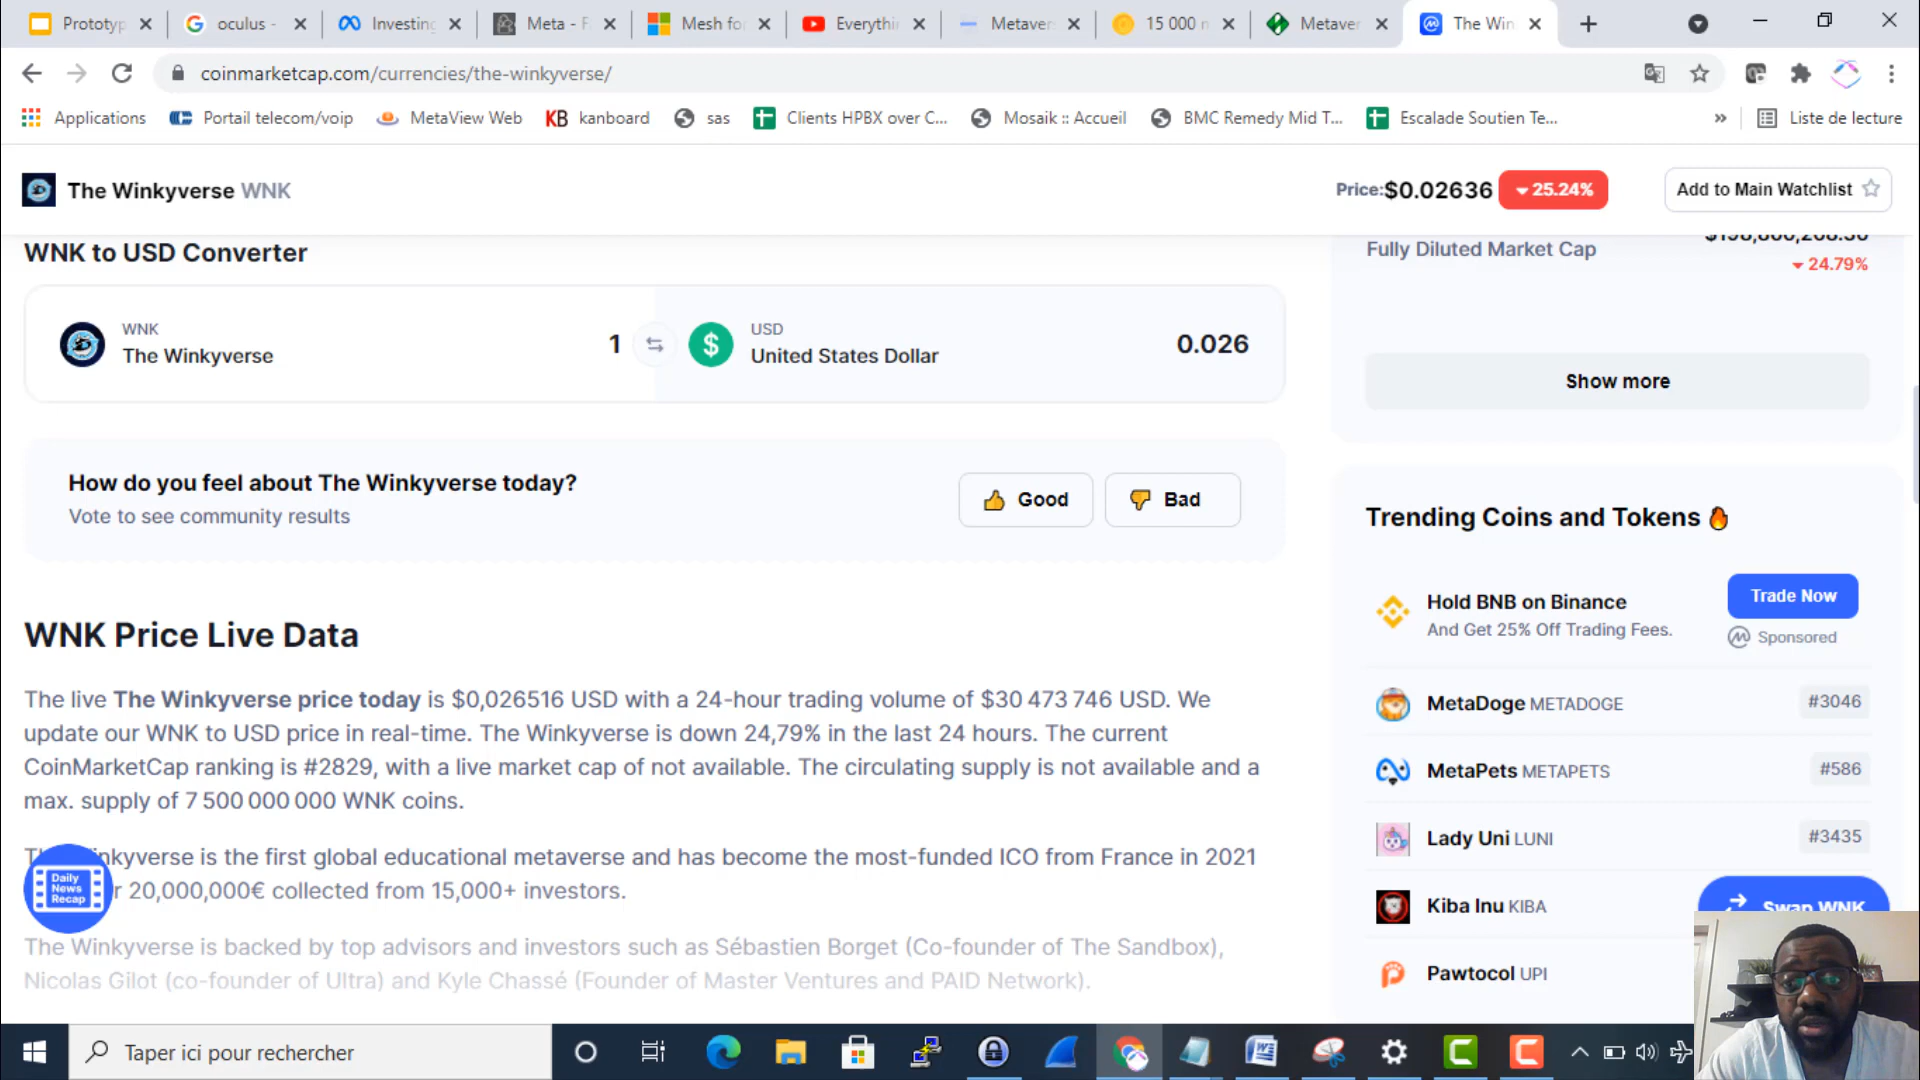 Prototyp
oculus -
Investing
Meta - F
Mesh fo
Everythi
Metaver
15 000 n
Metaver
The Win
coinmarketcap.com/currencies/the-winkyverse/
Applications
Portail telecom/voip
MetaView Web
KB kanboard
sas
Clients HPBX over C...
Mosaik :: Accueil
BMC Remedy Mid T...
Escalade Soutien Te...
»
Liste de lecture
The Winkyverse WNK
Price:$0.02636
25.24%
Add to Main Watchlist
WNK to USD Converter
Fully Diluted Market Cap
24.79%
WNK
The Winkyverse
1
USD
United States Dollar
0.026
Show more
How do you feel about The Winkyverse today?
Vote to see community results
Good
Bad
Trending Coins and Tokens
Hold BNB on Binance
And Get 25% Off Trading Fees.
Trade Now
Sponsored
WNK Price Live Data
The live The Winkyverse price today is $0,026516 USD with a 24-hour trading volume of $30 473 746 USD. We
update our WNK to USD price in real-time. The Winkyverse is down 24,79% in the last 24 hours. The current
CoinMarketCap ranking is #2829, with a live market cap of not available. The circulating supply is not available and a
max. supply of 7 500 000 000 WNK coins.
MetaDoge METADOGE
#3046
MetaPets METAPETS
#586
Lady Uni LUNI
#3435
Kiba Inu KIBA
Swap WNK
Pawtocol UPI
nkyverse is the first global educational metaverse and has become the most-funded ICO from France in 2021
r 20,000,000€ collected from 15,000+ investors.
Daily
News
Recap
The Winkyverse is backed by top advisors and investors such as Sébastien Borget (Co-founder of The Sandbox),
Nicolas Gilot (co-founder of Ultra) and Kyle Chassé (Founder of Master Ventures and PAID Network).
Taper ici pour rechercher